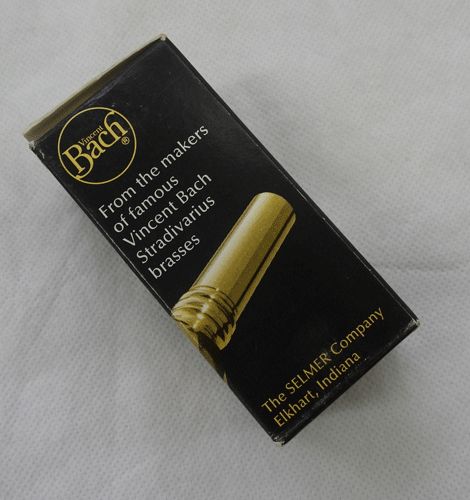 Vincent
Bach®
From the makers
of famous
Vincent Bach
Stradivarius
brasses
The SELMER Company
Elkhart, Indiana